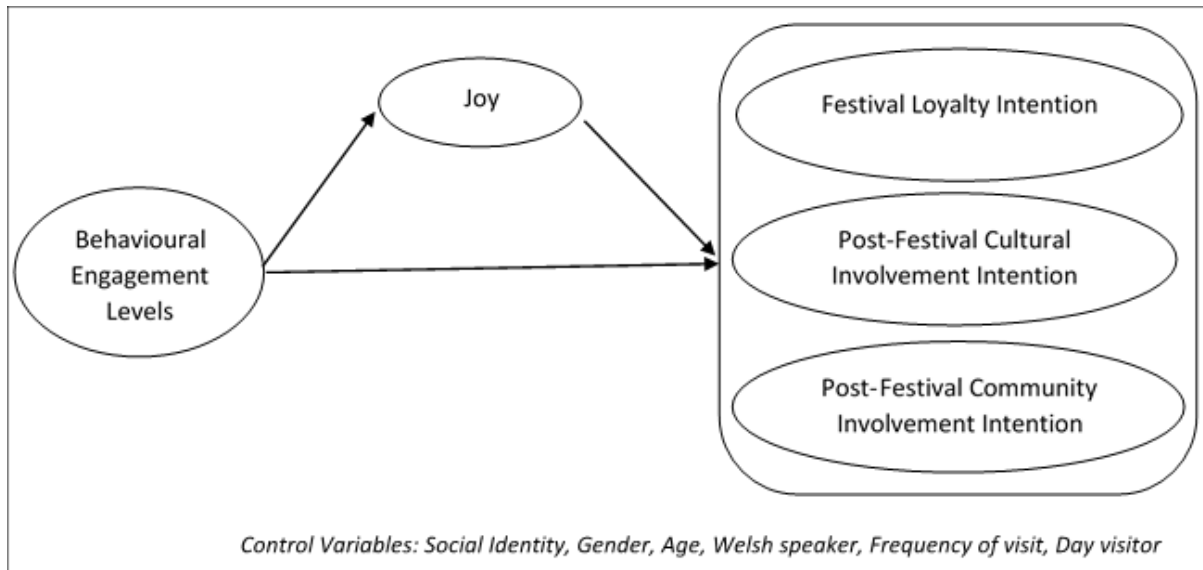 Joy
Festival Loyalty Intention
Behavioural
Engagement
Levels
Post-Festival Cultural
Involvement Intention
Post-Festival Community
Involvement Intention
Control Variables: Social Identity, Gender, Age, Welsh speaker, Frequency of visit, Day visitor